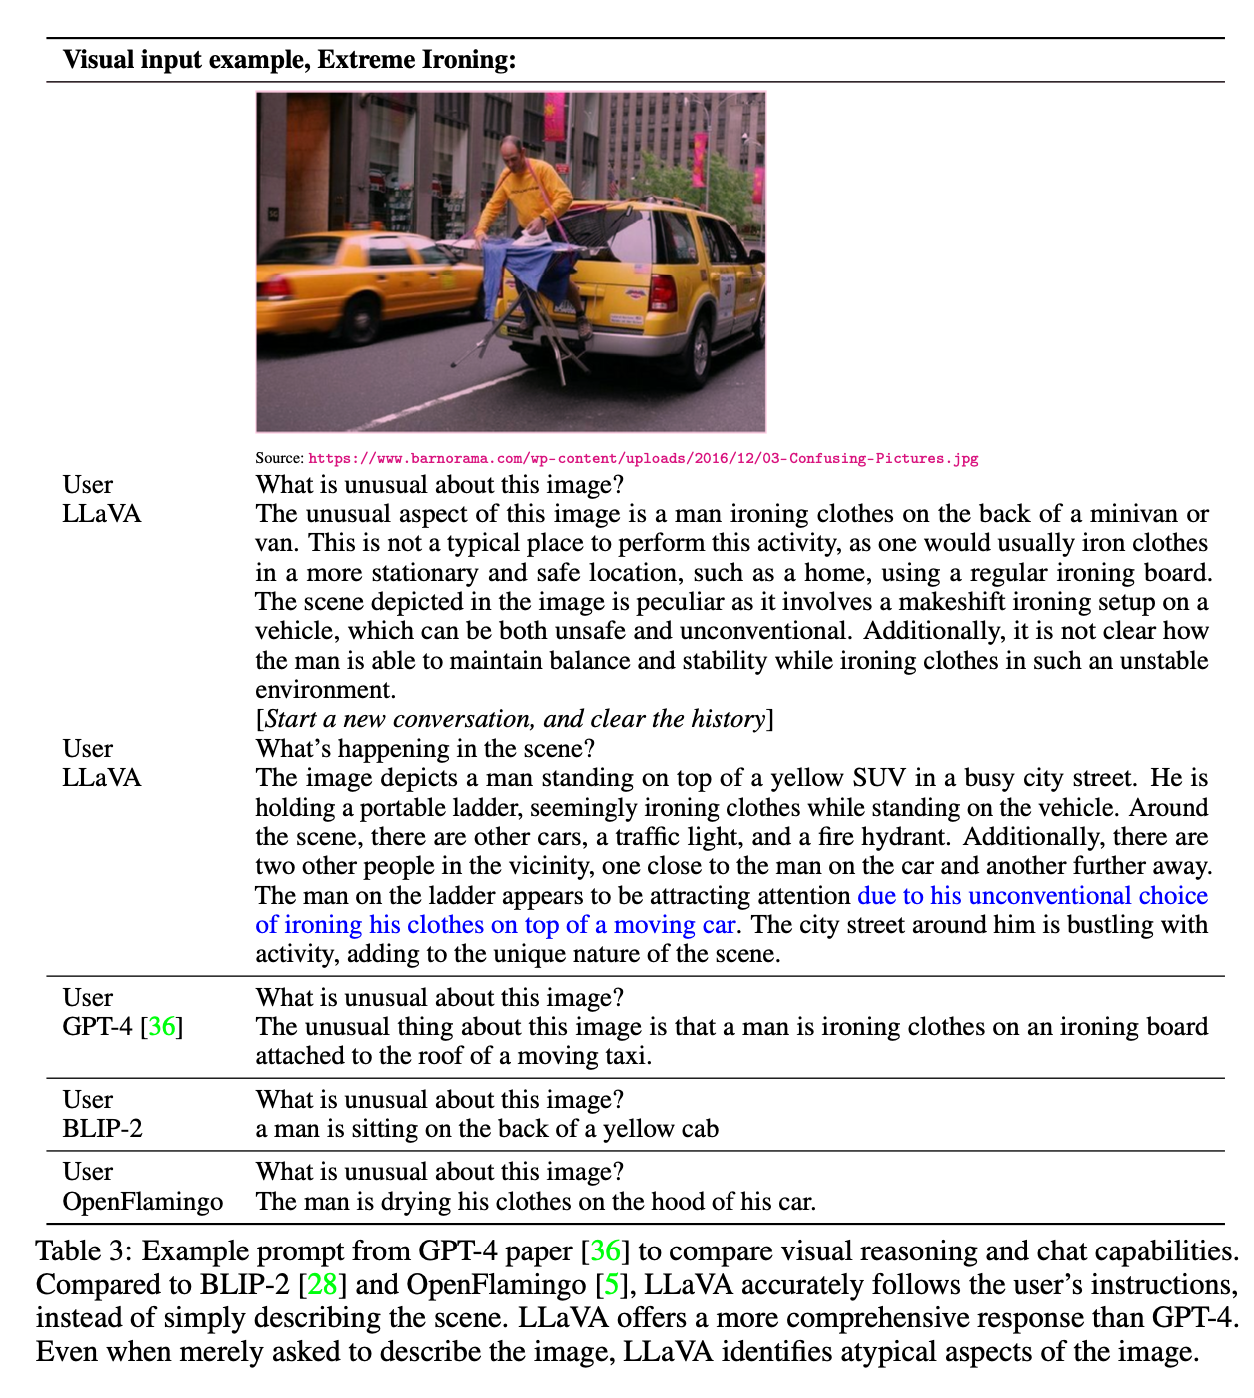 Visual input example, Extreme Ironing:
Source: https://www.barnorama.com/wp-content/uploads/2016/12/03-Confusing-Pictures.jpg
User What is unusual about this image?
LLaVA The unusual aspect of this image is a man ironing clothes on the back of a minivan or
van. This is not a typical place to perform this activity, as one would usually iron clothes
in a more stationary and safe location, such as a home, using a regular ironing board.
The scene depicted in the image is peculiar as it involves a makeshift ironing setup on a
vehicle, which can be both unsafe and unconventional. Additionally, it is not clear how
the man is able to maintain balance and stability while ironing clothes in such an unstable
environment.
[Start a new conversation, and clear the history]
User What's happening in the scene?
LLaVA The image depicts a man standing on top of a yellow SUV in a busy city street. He is
holding a portable ladder, seemingly ironing clothes while standing on the vehicle. Around
the scene, there are other cars, a traffic light, and a fire hydrant. Additionally, there are
two other people in the vicinity, one close to the man on the car and another further away.
The man on the ladder appears to be attracting attention due to his unconventional choice
of ironing his clothes on top of a moving car. The city street around him is bustling with
activity, adding to the unique nature of the scene.
User What is unusual about this image?
GPT-4 [36] The unusual thing about this image is that a man is ironing clothes on an ironing board
attached to the roof of a moving taxi.
User What is unusual about this image?
BLIP-2 a man is sitting on the back of a yellow cab
User What is unusual about this image?
OpenFlamingo The man is drying his clothes on the hood of his car.
Table 3: Example prompt from GPT-4 paper [36] to compare visual reasoning and chat capabilities.
Compared to BLIP-2 [28] and OpenFlamingo [5], LLaVA accurately follows the user's instructions,
instead of simply describing the scene. LLaVA offers a more comprehensive response than GPT-4.
Even when merely asked to describe the image, LLaVA identifies atypical aspects of the image.